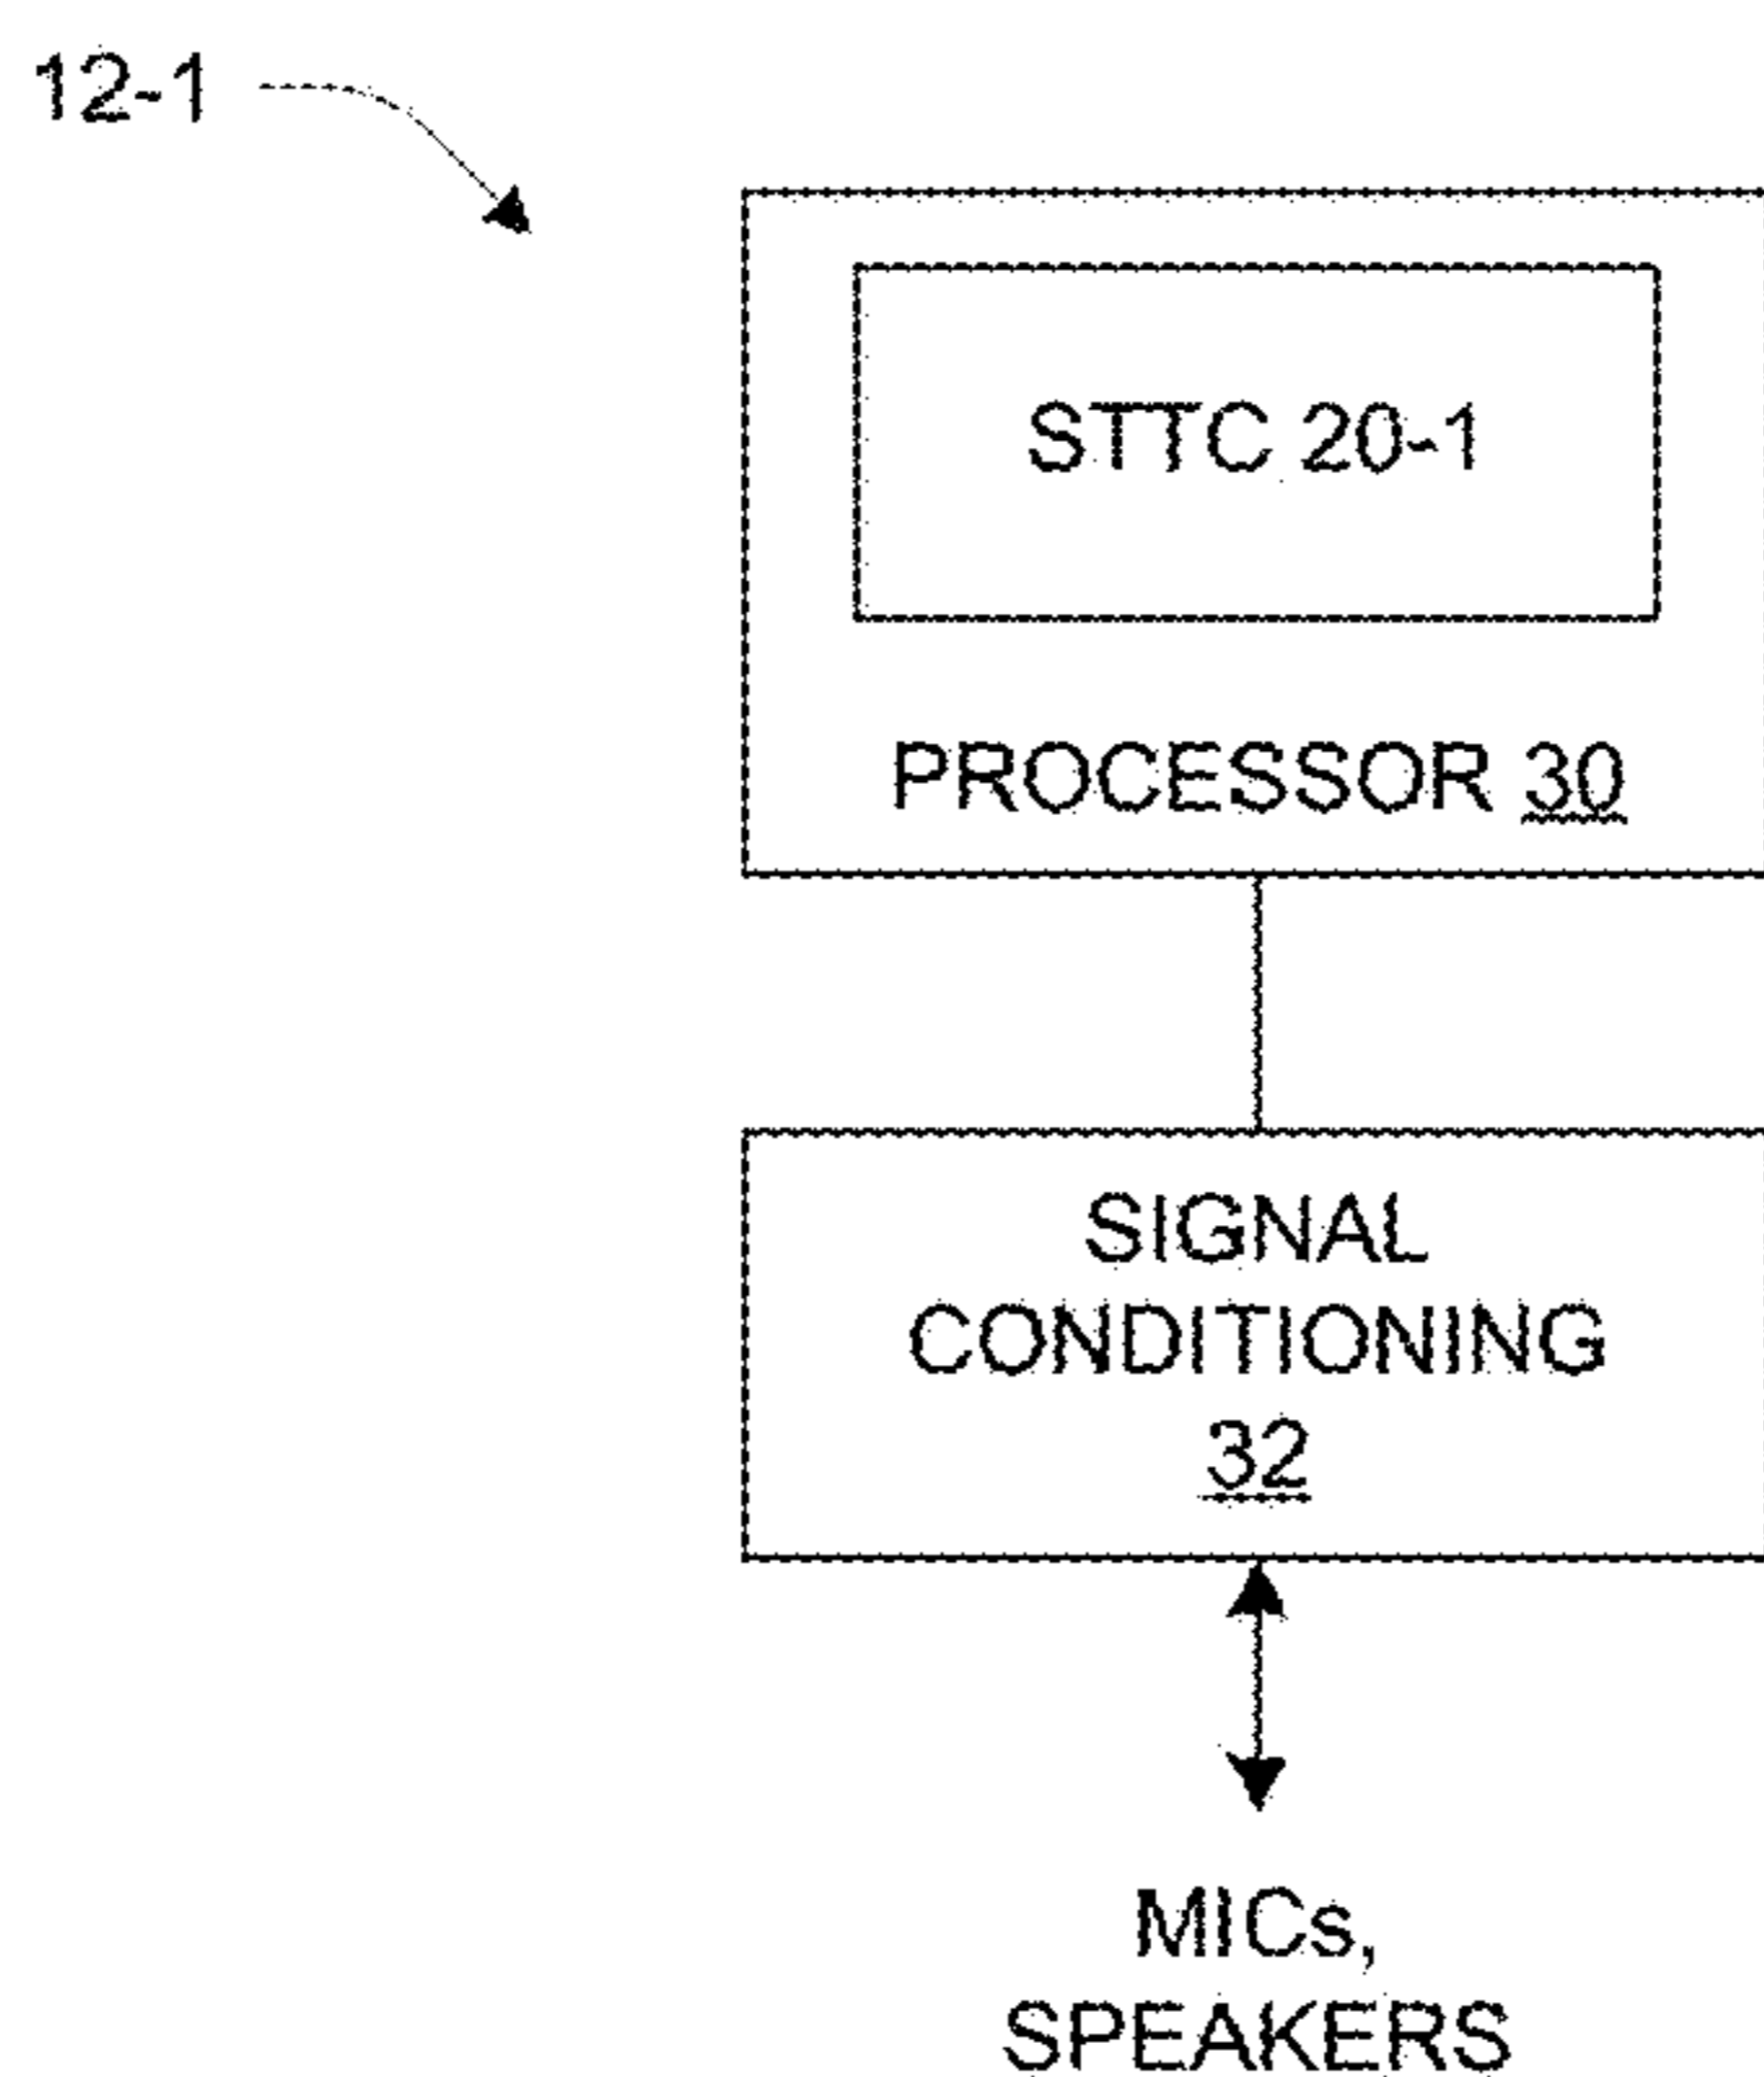 12-1
STTC 20-1
PROCESSOR 30
SIGNAL
CONDITIONING
32
MICs,
SPEAKERS